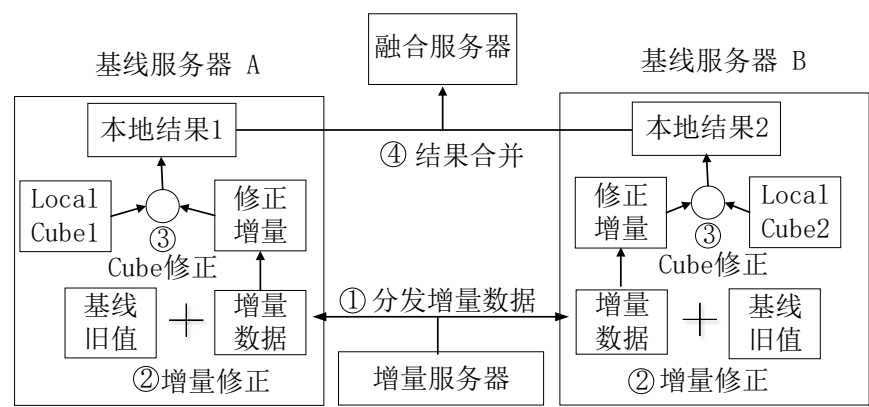 融合服务器
基线服务器 A
基线服务器 B
本地结果1
本地结果2
④ 结果合并
Local
Cube1
修正
增量
③
Cube修正
修正
增量
Local
Cube2
③
Cube修正
基线
旧值
+
增量
数据
②增量修正
①分发增量数据
增量服务器
增量
数据
+
基线
旧值
②增量修正